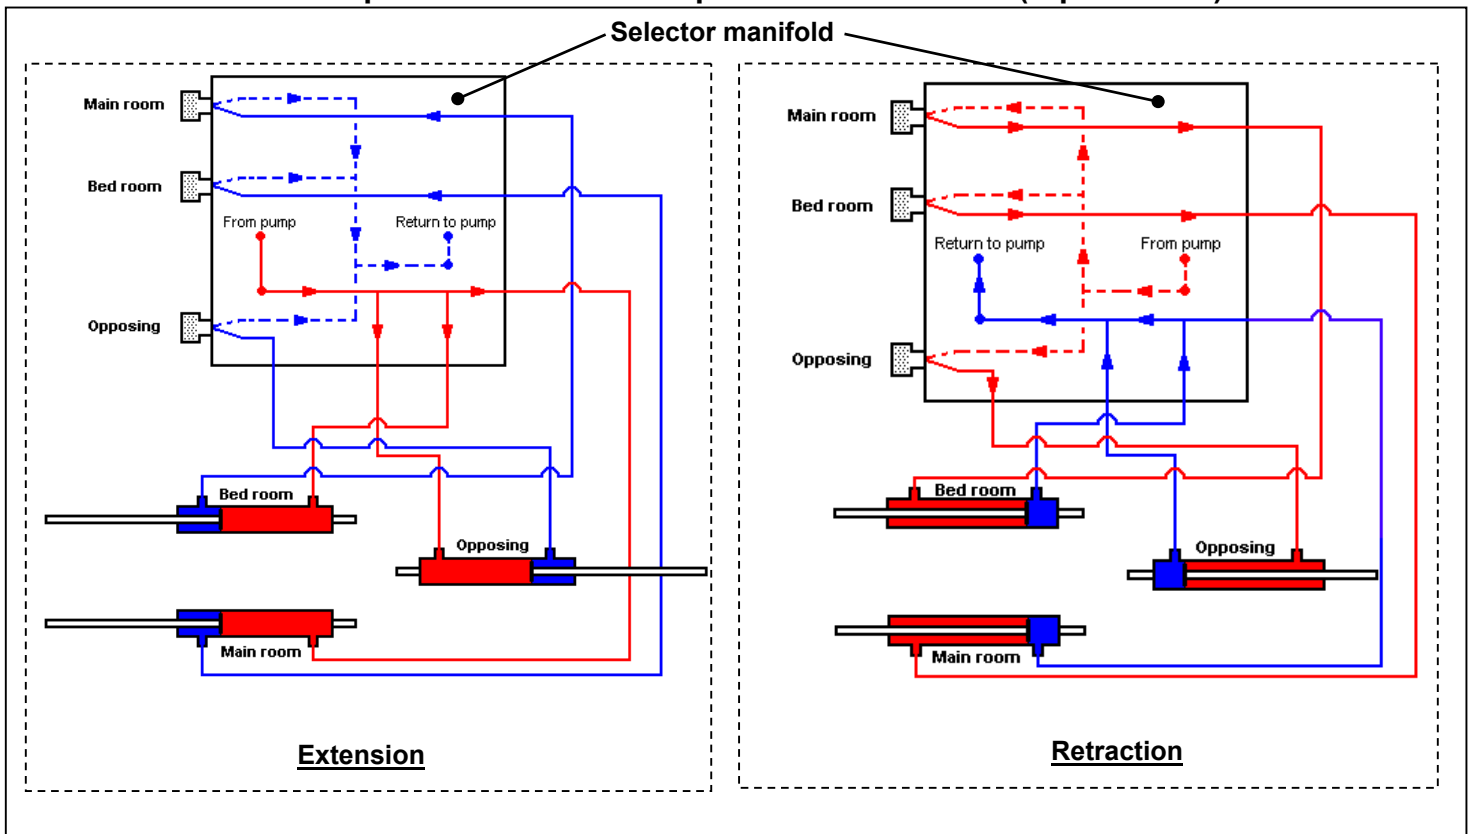 Selector manifold
Main room
Bed room
From pump
Return to pump
Opposing
Bed room
Opposing
Main room
Extension
Main room
Bed room
Return to pump
From pump
Opposing
Bed room
Opposing
Main room
Retraction